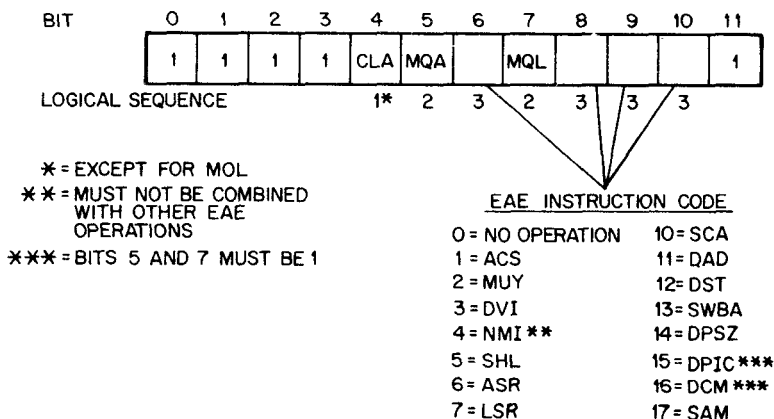 BIT 0 1 2 3 4 5 6 7 8 9 10 11
1 1 1 1 CLA MQA MQL 1
LOGICAL SEQUENCE 1* 2 3 2 3 3 3
* = EXCEPT FOR MOL
** = MUST NOT BE COMBINED
WITH OTHER EAE
OPERATIONS
*** = BITS 5 AND 7 MUST BE 1
EAE INSTRUCTION CODE
0 = NO OPERATION 10 = SCA
1 = ACS 11 = DAD
2 = MUY 12 = DST
3 = DVI 13 = SWBA
4 = NMI ** 14 = DPSZ
5 = SHL 15 = DPIC ***
6 = ASR 16 = DCM ***
7 = LSR 17 = SAM